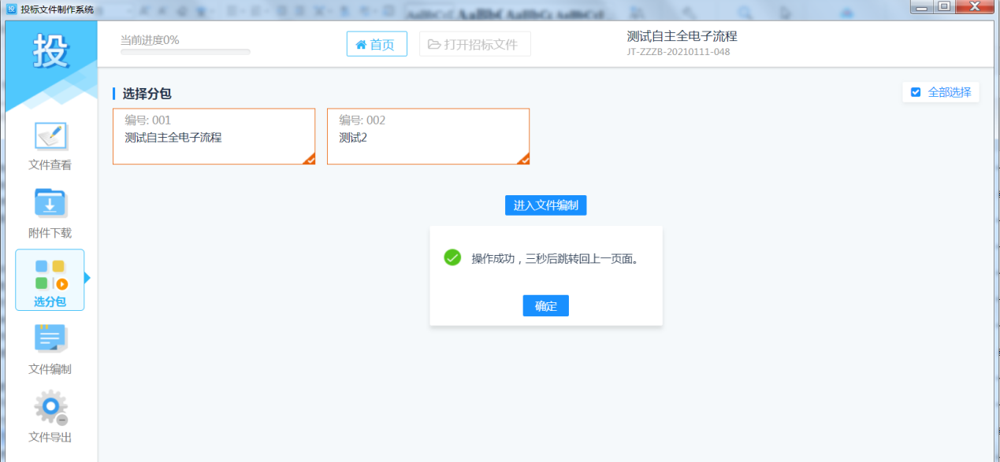 投标文件制作系统
投
当前进度0%
首页
打开招标文件
测试自主全电子流程
JT-ZZZB-20210111-048
选择分包
全部选择
编号: 001
测试自主全电子流程
编号: 002
测试2
进入文件编制
操作成功，三秒后跳转回上一页面。
确定
文件查看
附件下载
选分包
文件编制
文件导出